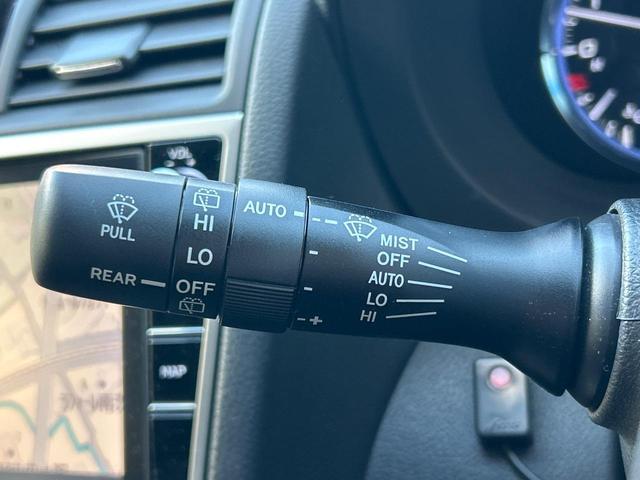 VOL
PULL
REAR
HI
LO
OFF
AUTO
- +
MIST
OFF
AUTO
LO
HI
MAP